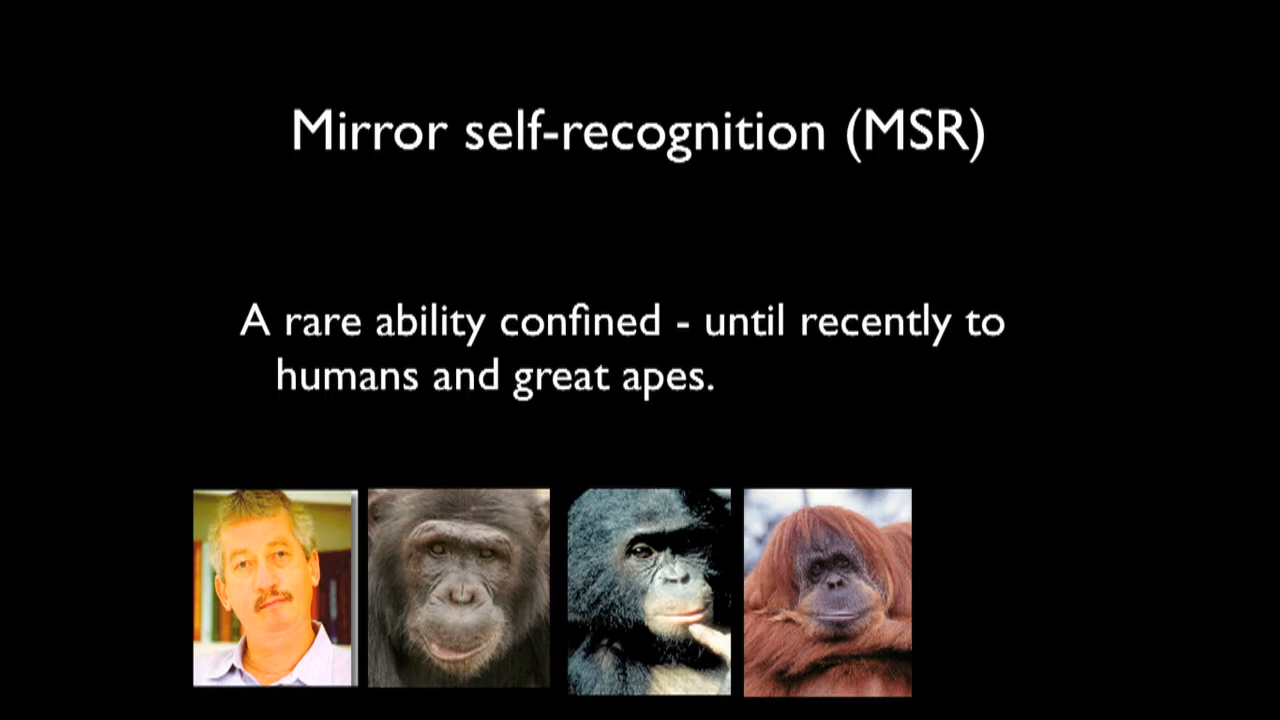 Mirror self-recognition (MSR)
A rare ability confined - until recently to
humans and great apes.